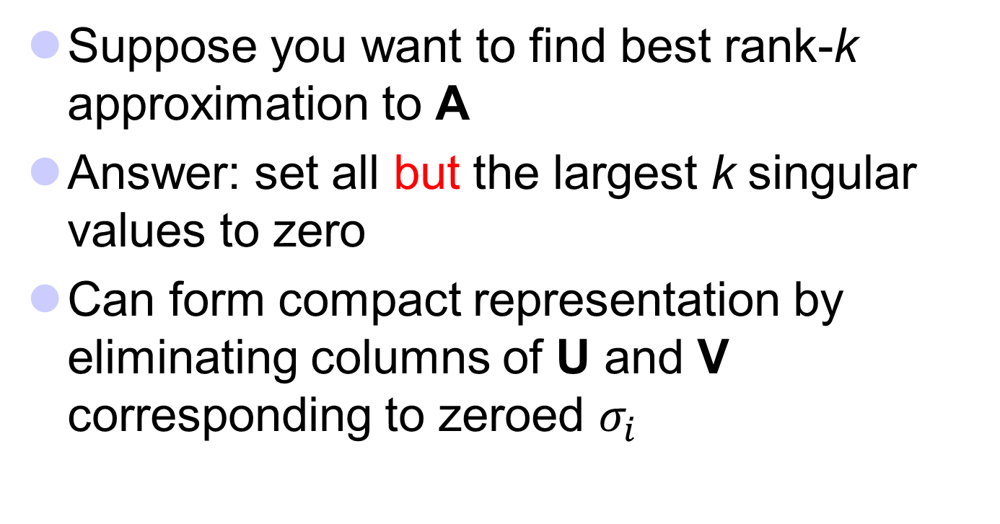 Suppose you want to find best rank-k
approximation to A
Answer: set all but the largest k singular
values to zero
Can form compact representation by
eliminating columns of U and V
corresponding to zeroed σᵢ